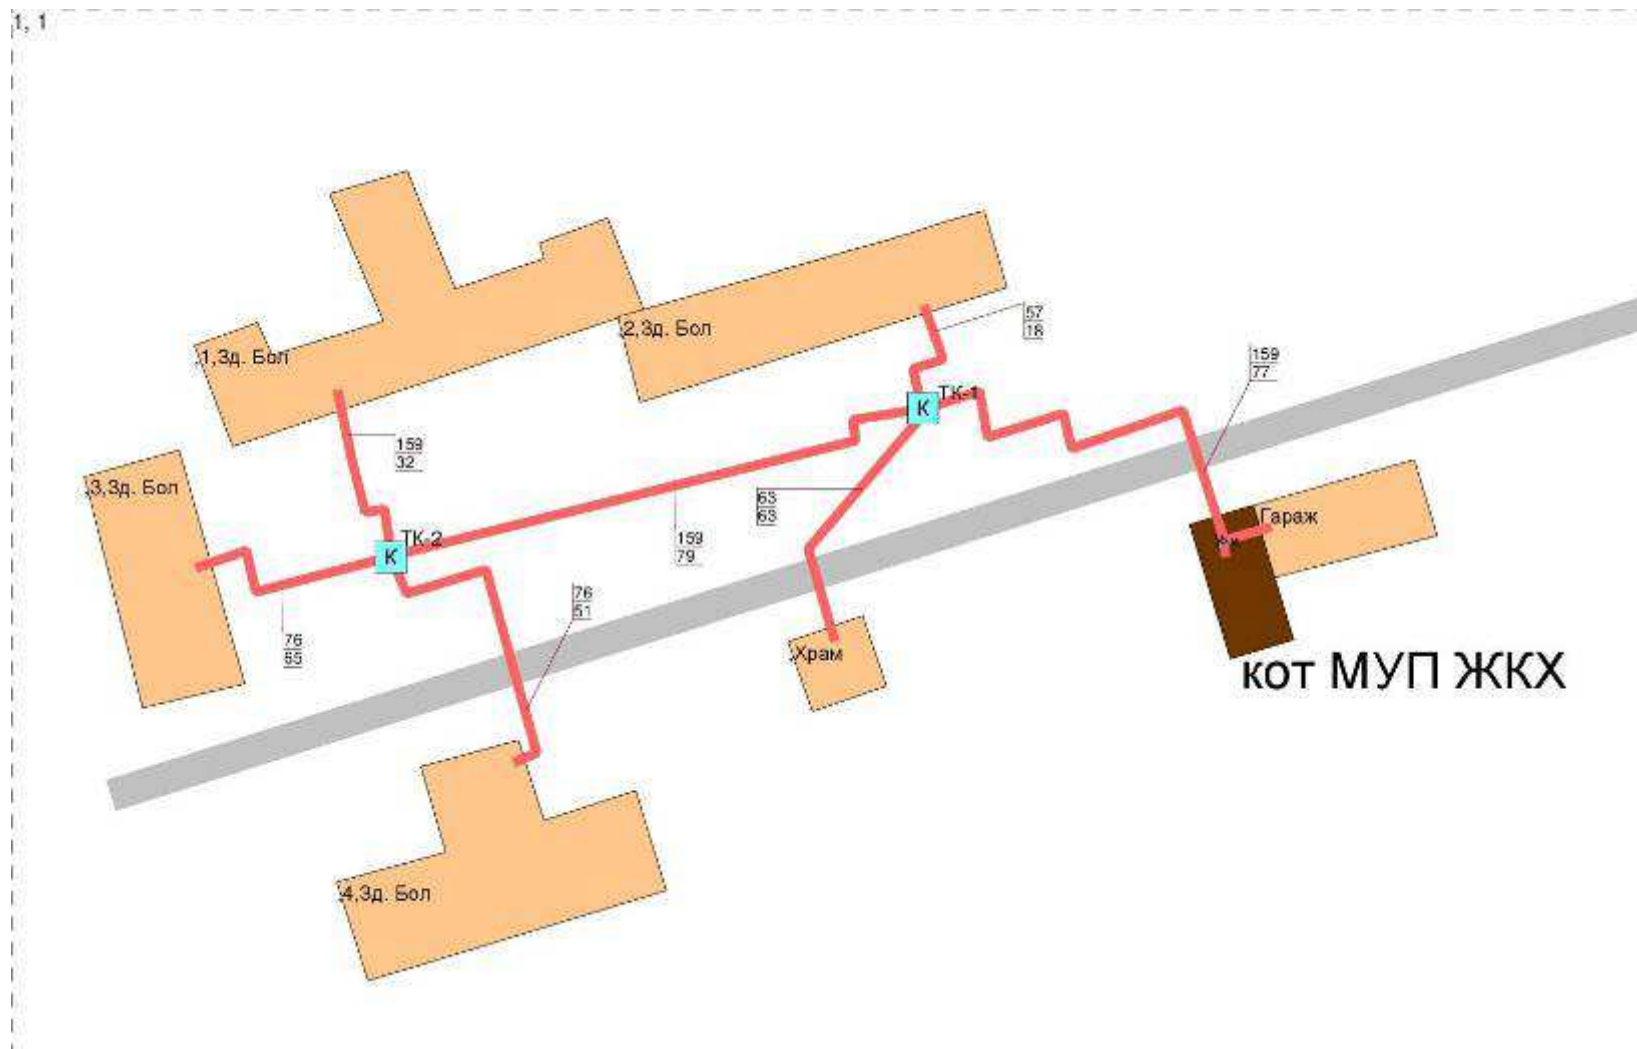 1, 1
,2,Зд. Бол
57
18
,1,Зд. Бол
159
77
ТК-1
К
159
32
,3,Зд. Бол
63
63
Гараж
ТК-2
К
159
79
76
51
76
65
,Храм
кот МУП ЖКХ
,4,Зд. Бол